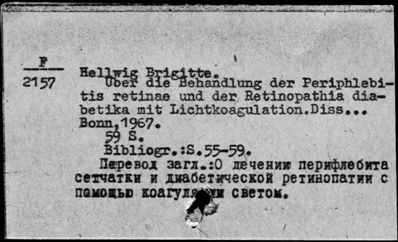 F
2157
Hellwig Brigitte.
Über die Behandlung der Periphlebi-
tis retinae und der Retinopathia dia-
betika mit Lichtkoagulation.Diss...
Bonn,1967.
59 S.
Bibliogr.:S.55-59.
Перевод загл.:О лечении перифлебита
сетчатки и диабетической ретинопатии с
помощью коагуляции светом.